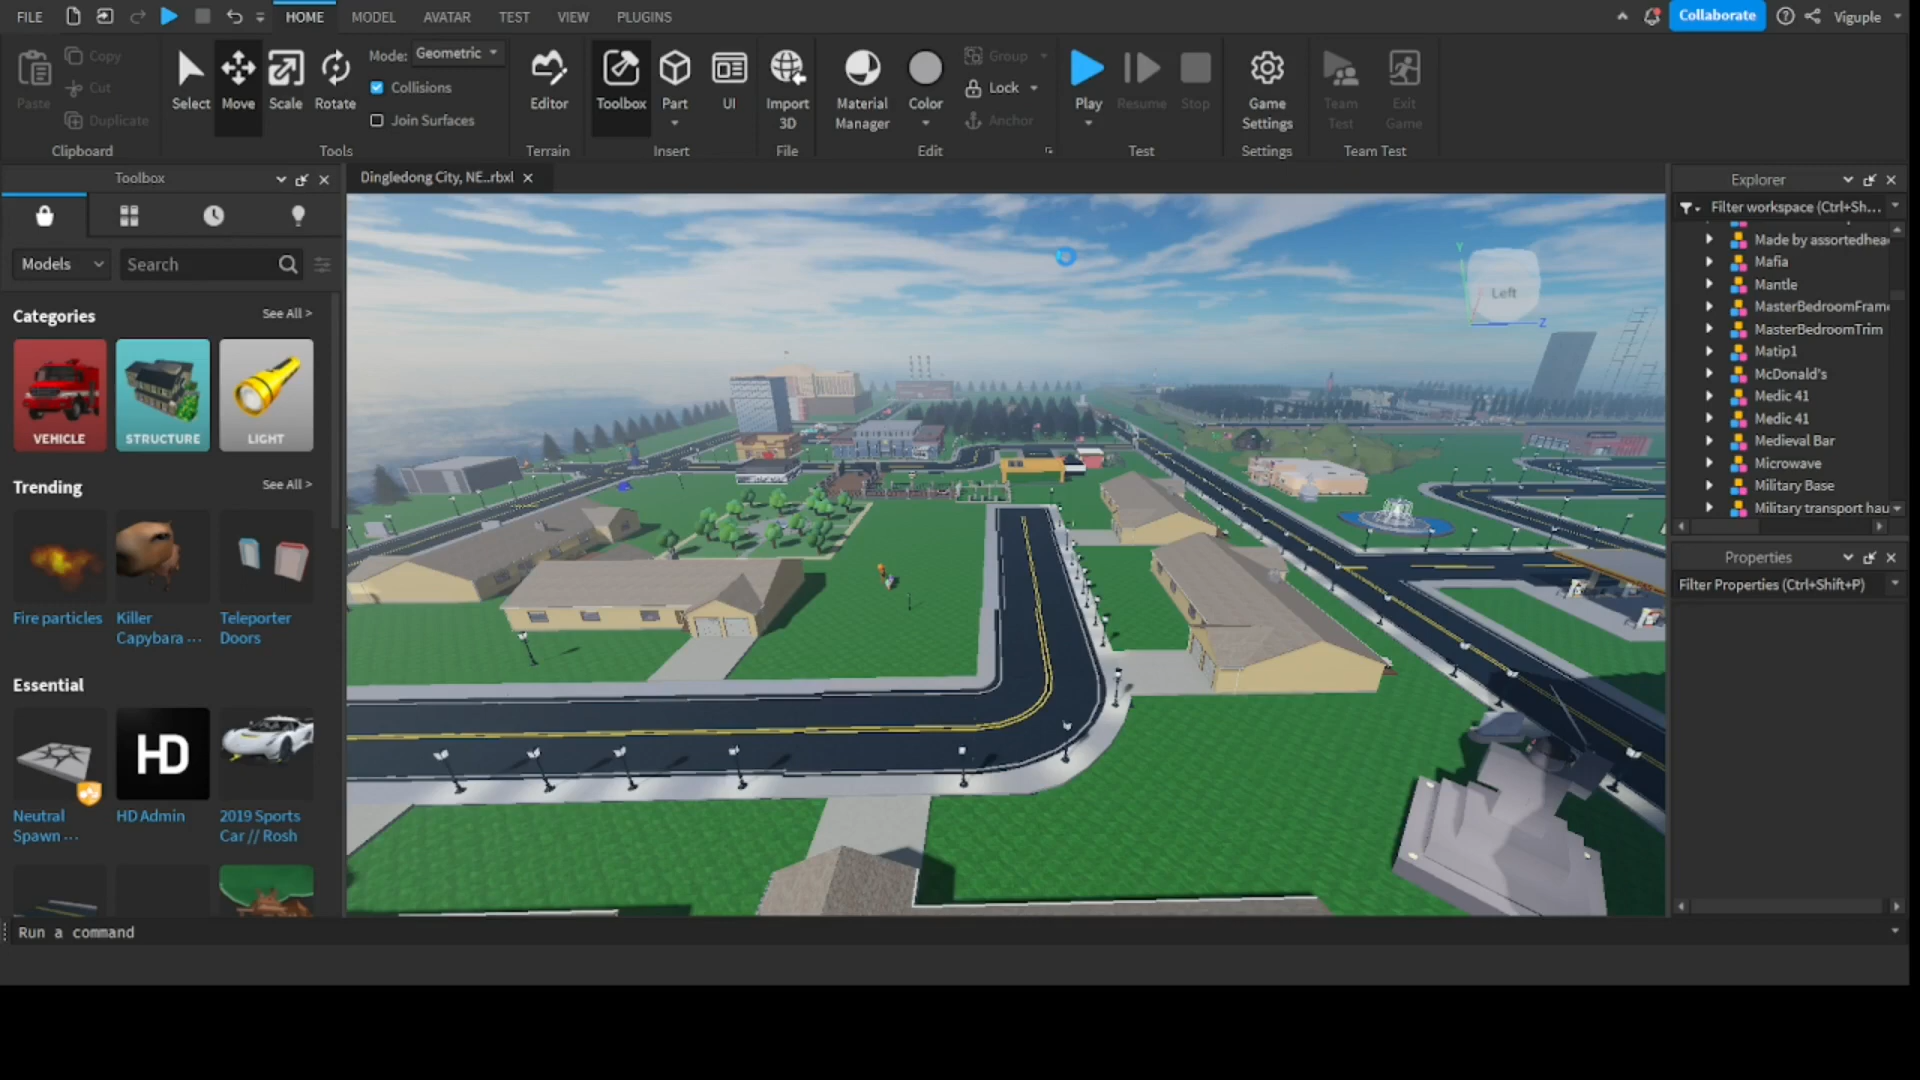 FILE
HOME
MODEL
AVATAR
TEST
VIEW
PLUGINS
Collaborate
Viguple
Paste
Copy
Cut
Duplicate
Clipboard
Select
Move
Scale
Rotate
Mode:
Geometric
Collisions
Join Surfaces
Tools
Editor
Terrain
Toolbox
Part
UI
Insert
Import
3D
File
Material
Manager
Color
Group
Lock
Anchor
Edit
Play
Resume
Stop
Test
Game
Settings
Settings
Team
Test
Exit
Game
Team Test
Toolbox
Dingledong City, NE...rbxl
Models
Search
Categories
See All >
VEHICLE
STRUCTURE
LIGHT
Trending
See All >
Fire particles
Killer
Capybara ...
Teleporter
Doors
Essential
Neutral
Spawn ...
HD
HD Admin
2019 Sports
Car // Rosh
Y
Left
Z
Explorer
Filter workspace (Ctrl+Sh...
Made by assortedhea
Mafia
Mantle
MasterBedroomFram
MasterBedroomTrim
Matip1
McDonald's
Medic 41
Medic 41
Medieval Bar
Microwave
Military Base
Military transport hau
Properties
Filter Properties (Ctrl+Shift+P)
Run a command